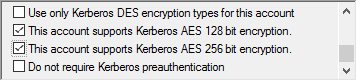 Use only Kerberos DES encryption types for this account
This account supports Kerberos AES 128 bit encryption.
This account supports Kerberos AES 256 bit encryption.
Do not require Kerberos preauthentication